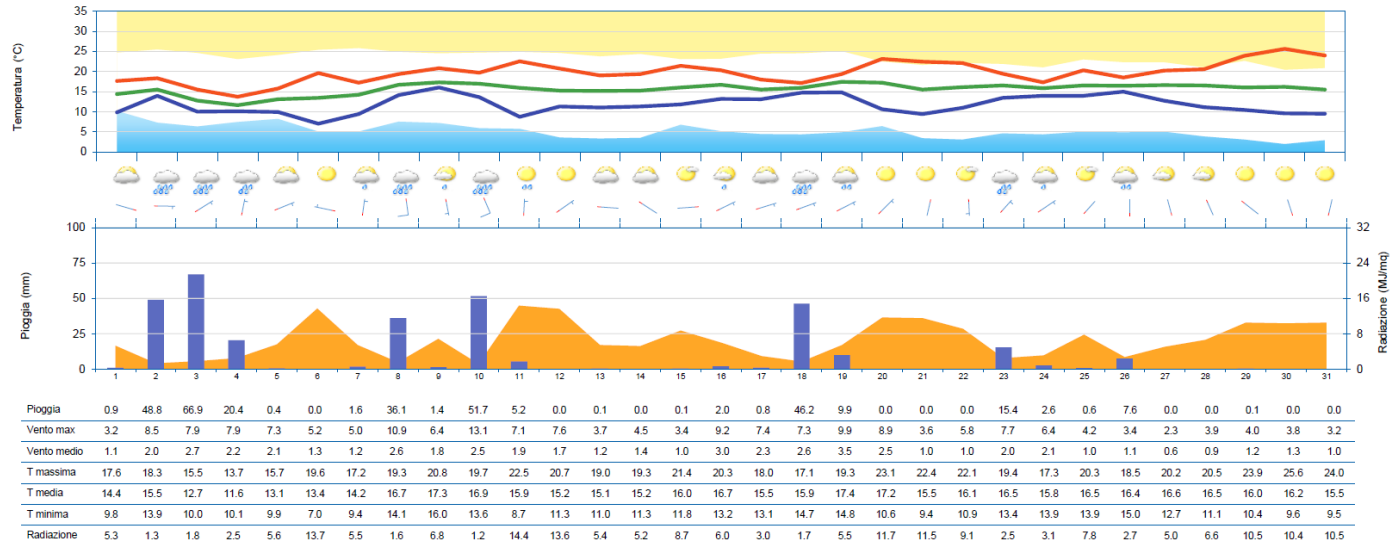 35
30
25
20
15
10
5
0
Temperatura (°C)
100
75
50
25
0
Pioggia (mm)
32
24
16
8
0
Radiazione (MJ/mq)
1 2 3 4 5 6 7 8 9 10 11 12 13 14 15 16 17 18 19 20 21 22 23 24 25 26 27 28 29 30 31
Pioggia 0.9 48.8 66.9 20.4 0.4 0.0 1.6 36.1 1.4 51.7 5.2 0.0 0.1 0.0 0.1 2.0 0.8 46.2 9.9 0.0 0.0 0.0 15.4 2.6 0.6 7.6 0.0 0.0 0.1 0.0 0.0
Vento max 3.2 8.5 7.9 7.9 7.3 5.2 5.0 10.9 6.4 13.1 7.1 7.6 3.7 4.5 3.4 9.2 7.4 7.3 9.9 8.9 3.6 5.8 7.7 6.4 4.2 3.4 2.3 3.9 4.0 3.8 3.2
Vento medio 1.1 2.0 2.7 2.2 2.1 1.3 1.2 2.6 1.8 2.5 1.9 1.7 1.2 1.4 1.0 3.0 2.3 2.6 3.5 2.5 1.0 1.0 2.0 2.1 1.0 1.1 0.6 0.9 1.2 1.3 1.0
T massima 17.6 18.3 15.5 13.7 15.7 19.6 17.2 19.3 20.8 19.7 22.5 20.7 19.0 19.3 21.4 20.3 18.0 17.1 19.3 23.1 22.4 22.1 19.4 17.3 20.3 18.5 20.2 20.5 23.9 25.6 24.0
T media 14.4 15.5 12.7 11.6 13.1 13.4 14.2 16.7 17.3 16.9 15.9 15.2 15.1 15.2 16.0 16.7 15.5 15.9 17.4 17.2 15.5 16.1 16.5 15.8 16.5 16.4 16.6 16.5 16.0 16.2 15.5
T minima 9.8 13.9 10.0 10.1 9.9 7.0 9.4 14.1 16.0 13.6 8.7 11.3 11.0 11.3 11.8 13.2 13.1 14.7 14.8 10.6 9.4 10.9 13.4 13.9 13.9 15.0 12.7 11.1 10.4 9.6 9.5
Radiazione 5.3 1.3 1.8 2.5 5.6 13.7 5.5 1.6 6.8 1.2 14.4 13.6 5.4 5.2 8.7 6.0 3.0 1.7 5.5 11.7 11.5 9.1 2.5 3.1 7.8 2.7 5.0 6.6 10.5 10.4 10.5